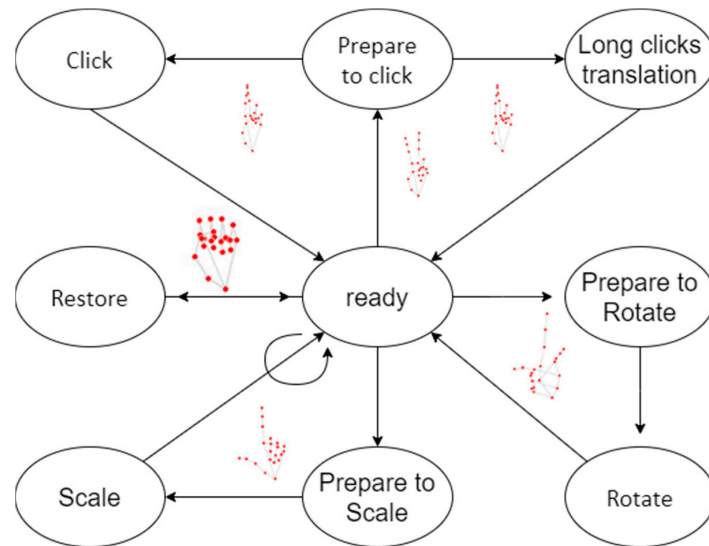 Click
Prepare
to click
Long clicks
translation
Restore
ready
Prepare to
Rotate
Scale
Prepare to
Scale
Rotate